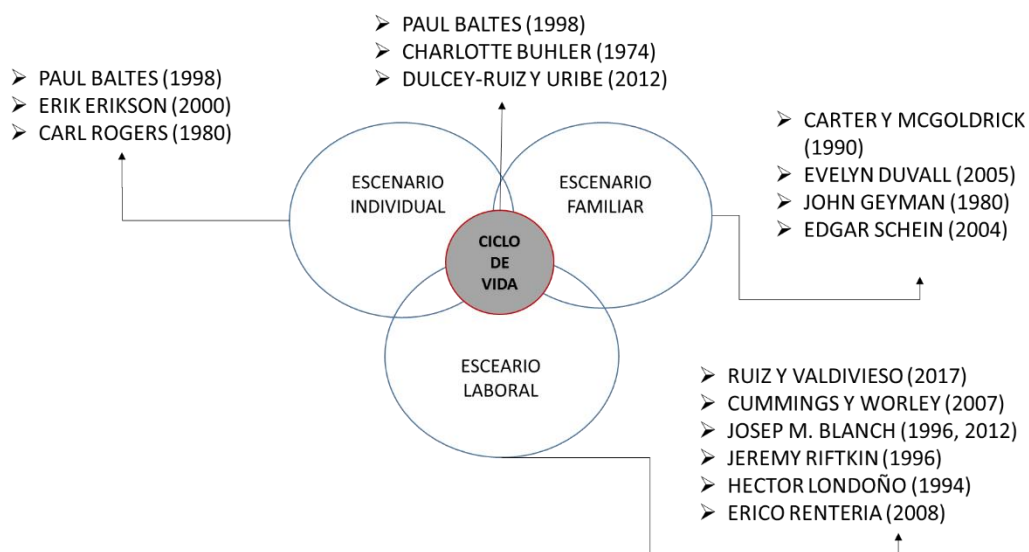 ➤ PAUL BALTES (1998)
➤ CHARLOTTE BUHLER (1974)
➤ DULCEY-RUIZ Y URIBE (2012)
➤ PAUL BALTES (1998)
➤ ERIK ERIKSON (2000)
➤ CARL ROGERS (1980)
➤ CARTER Y MCGOLDRICK
(1990)
➤ EVELYN DUVALL (2005)
➤ JOHN GEYMAN (1980)
➤ EDGAR SCHEIN (2004)
ESCENARIO
INDIVIDUAL
ESCENARIO
FAMILIAR
CICLO
DE
VIDA
ESCEARIO
LABORAL
➤ RUIZ Y VALDIVIESO (2017)
➤ CUMMINGS Y WORLEY (2007)
➤ JOSEP M. BLANCH (1996, 2012)
➤ JEREMY RIFTKIN (1996)
➤ HECTOR LONDOÑO (1994)
➤ ERICO RENTERIA (2008)